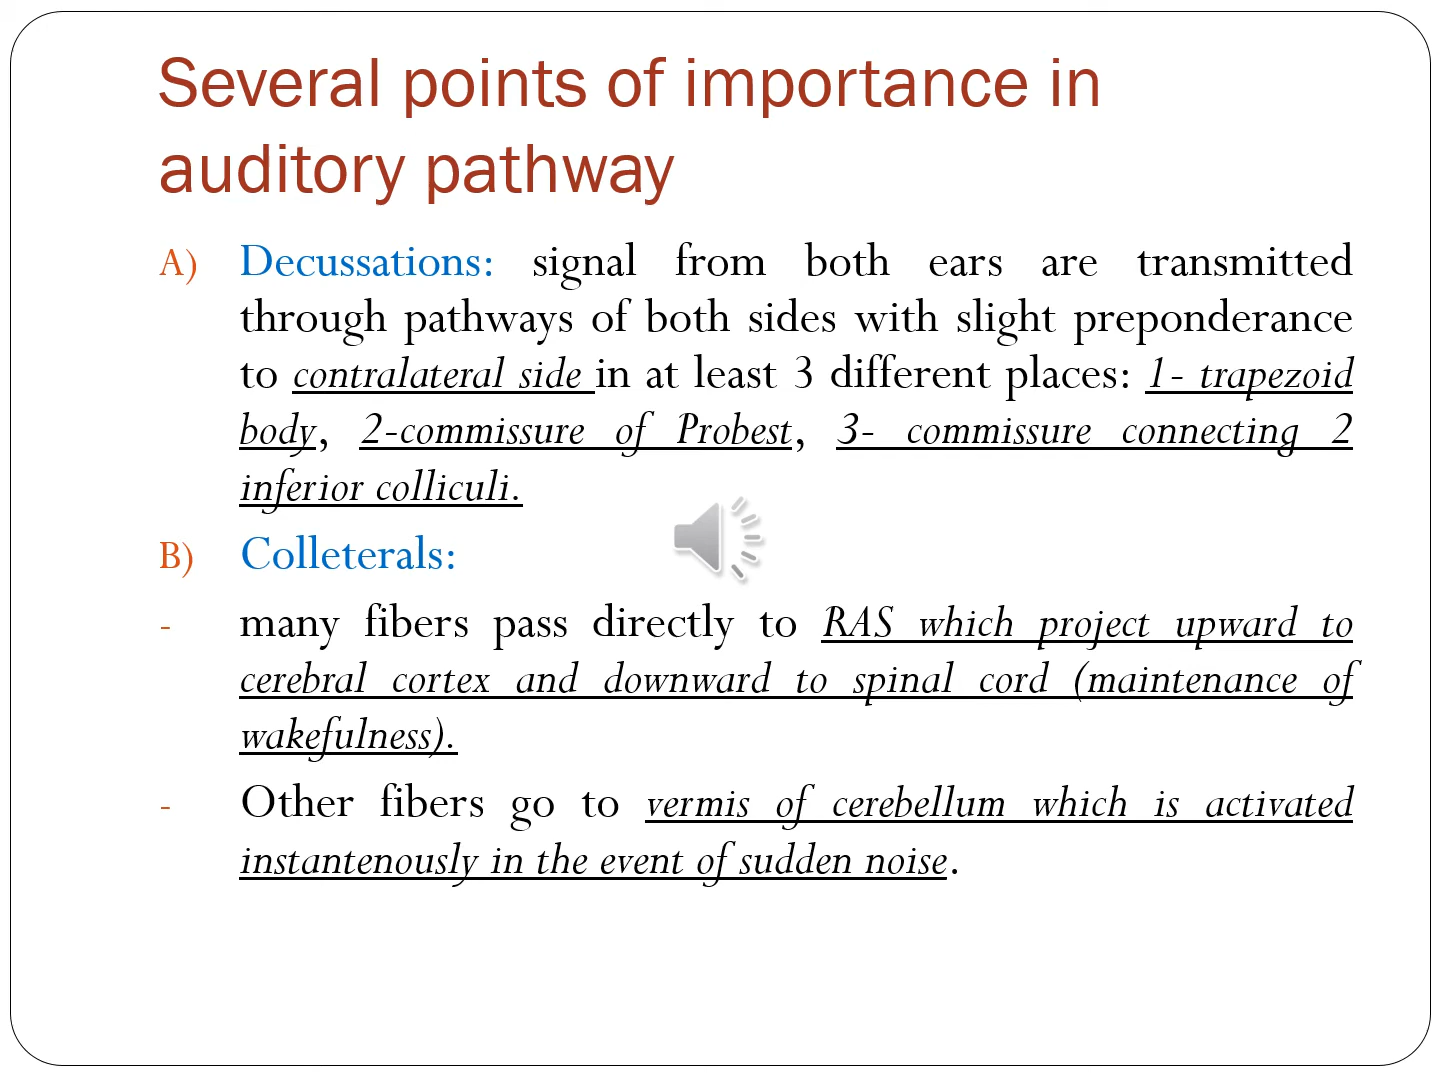 Several points of importance in
auditory pathway
A) Decussations: signal from both ears are transmitted
through pathways of both sides with slight preponderance
to contralateral side in at least 3 different places: 1- trapezoid
body, 2-commissure of Probest, 3- commissure connecting 2
inferior colliculi.
B) Colleterals:
- many fibers pass directly to RAS which project upward to
cerebral cortex and downward to spinal cord (maintenance of
wakefulness).
- Other fibers go to vermis of cerebellum which is activated
instantenously in the event of sudden noise.